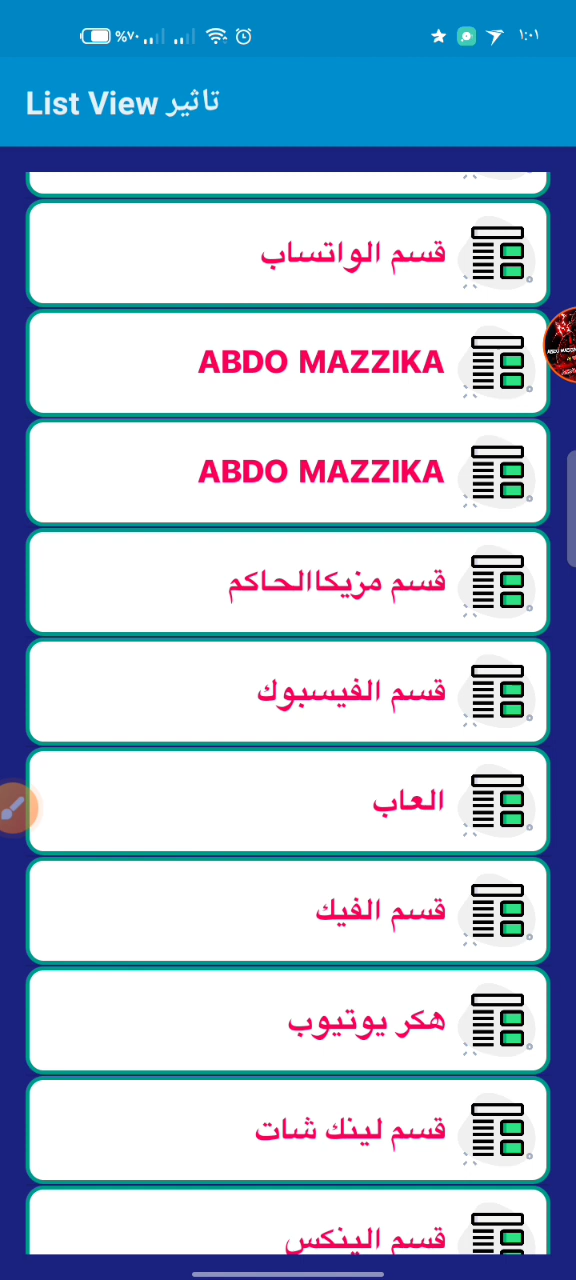 %٧٠
١:٠١
List View تاثير
قسم الواتساب
ABDO MAZZIKA
ABDO MAZZIKA
قسم مزيكاالحاكم
قسم الفيسبوك
العاب
قسم الفيك
هكر يوتيوب
قسم لينك شات
قسم الينكس